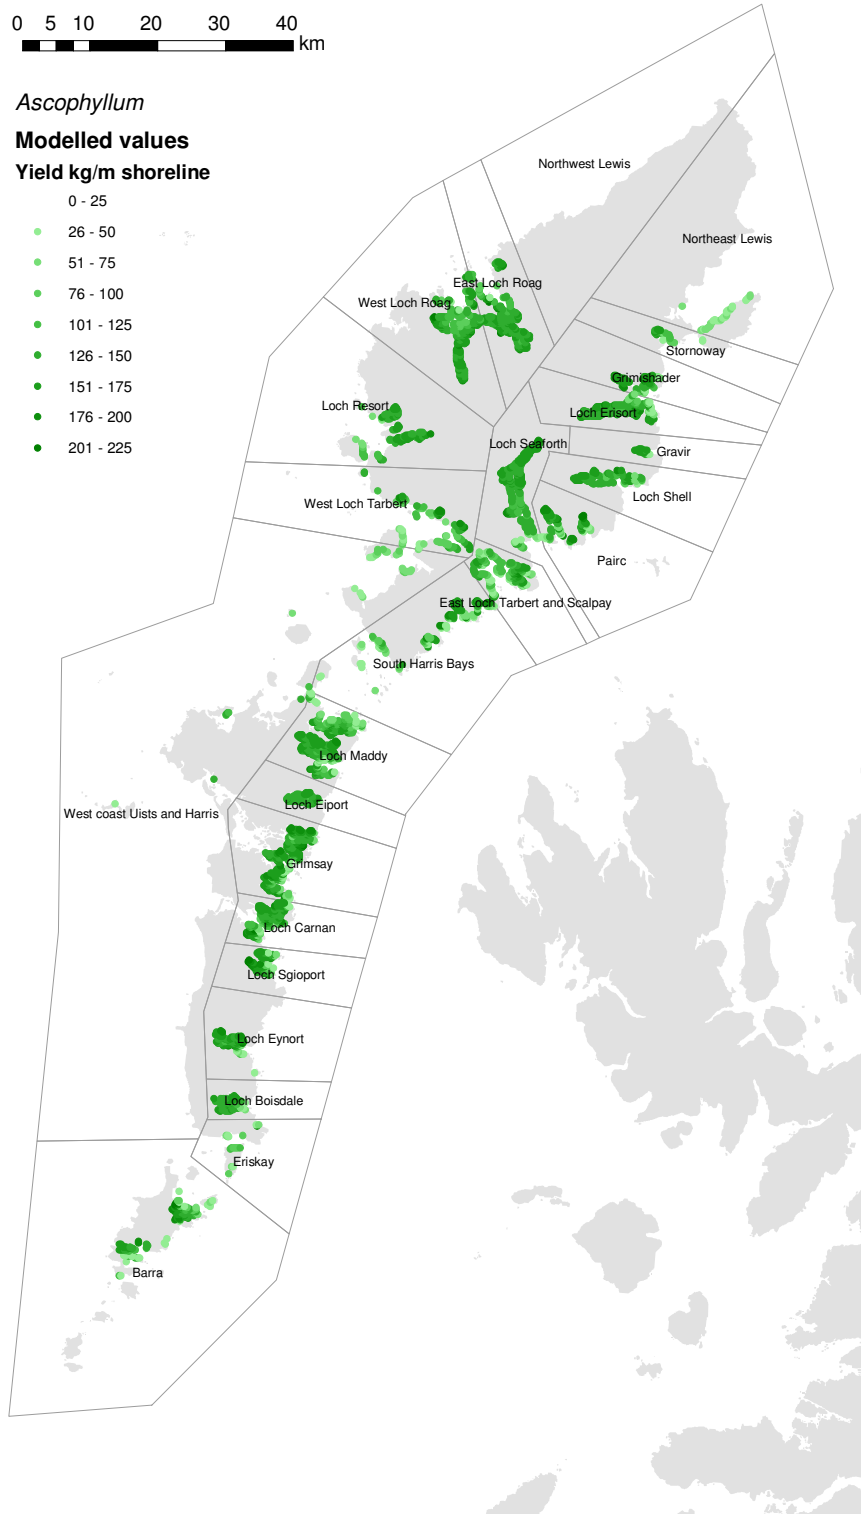 0 5 10 20 30 40
km
Ascophyllum
Modelled values
Yield kg/m shoreline
0 - 25
26 - 50
51 - 75
76 - 100
101 - 125
126 - 150
151 - 175
176 - 200
201 - 225
Northwest Lewis
Northeast Lewis
East Loch Roag
West Loch Roag
Stornoway
Grimishader
Loch Resort
Loch Erisort
Loch Seaforth
Gravir
Loch Shell
West Loch Tarbert
Pairc
East Loch Tarbert and Scalpay
South Harris Bays
Loch Maddy
Loch Eiport
West coast Uists and Harris
Grimsay
Loch Carnan
Loch Sgioport
Loch Eynort
Loch Boisdale
Eriskay
Barra